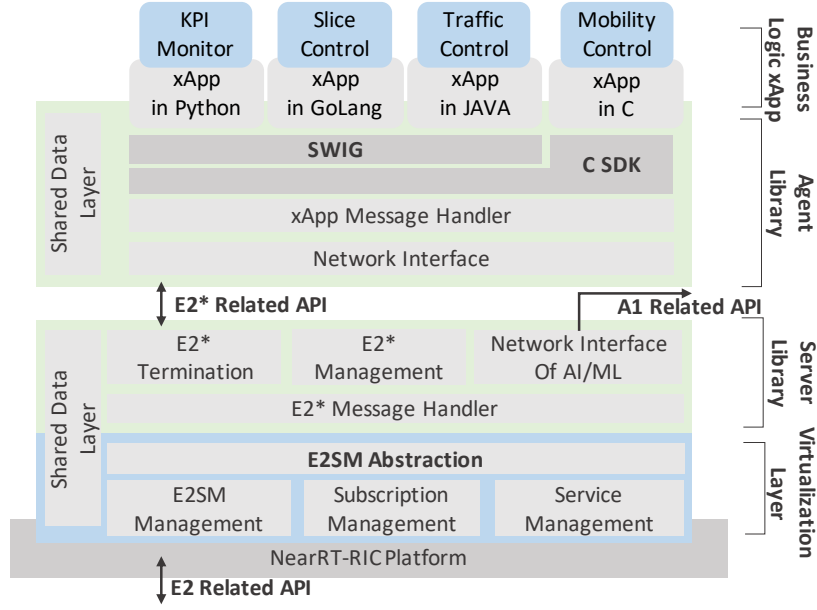 KPI
Monitor
Slice
Control
Traffic
Control
Mobility
Control
xApp
in Python
xApp
in GoLang
xApp
in JAVA
xApp
in C
Business
Logic xApp
Shared Data
Layer
SWIG
C SDK
xApp Message Handler
Network Interface
Agent
Library
E2* Related API
A1 Related API
Shared Data
Layer
E2*
Termination
E2*
Management
Network Interface
Of AI/ML
E2* Message Handler
Server
Library
E2SM Abstraction
E2SM
Management
Subscription
Management
Service
Management
Virtualization
Layer
NearRT-RIC Platform
E2 Related API